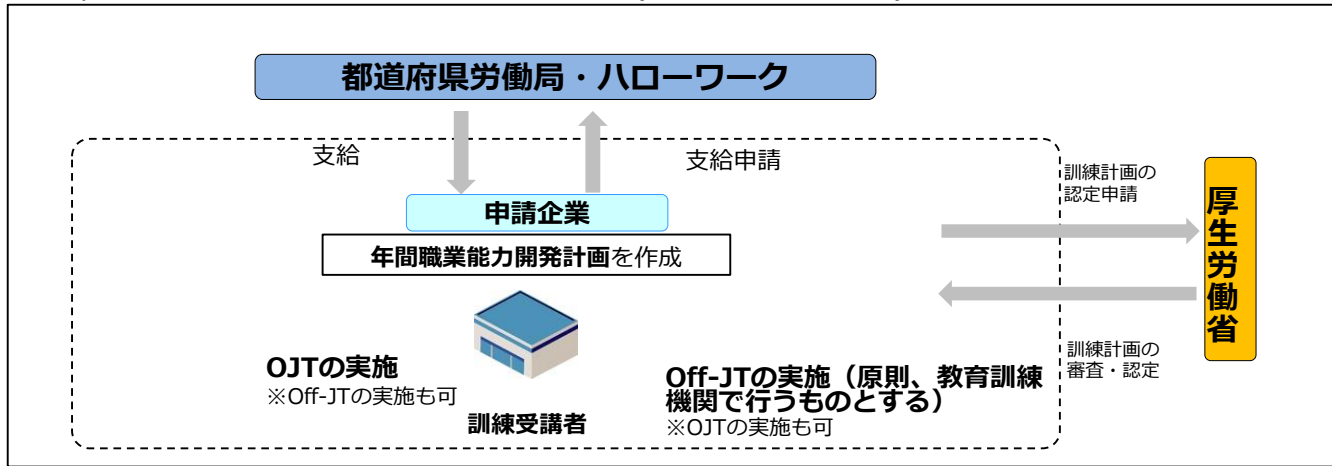 都道府県労働局・ハローワーク
支給
支給申請
申請企業
年間職業能力開発計画を作成
OJTの実施
※Off-JTの実施も可
訓練受講者
Off-JTの実施（原則、教育訓練
機関で行うものとする）
※OJTの実施も可
訓練計画の
認定申請
厚生労働省
訓練計画の
審査・認定